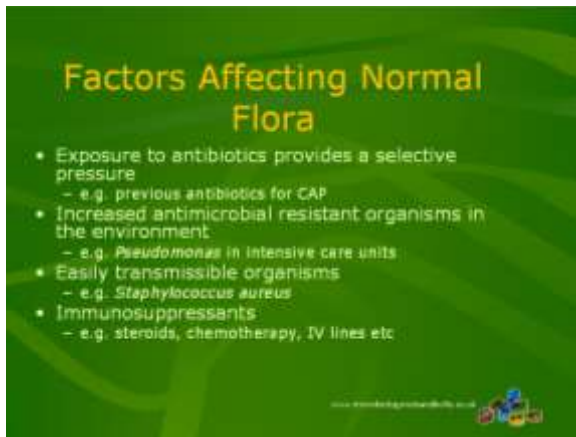 Factors Affecting Normal
Flora
• Exposure to antibiotics provides a selective
pressure
– e.g. previous antibiotics for CAP
• Increased antimicrobial resistant organisms in
the environment
– e.g. Pseudomonas in intensive care units
• Easily transmissible organisms
– e.g. Staphylococcus aureus
• Immunosuppressants
– e.g. steroids, chemotherapy, IV lines etc